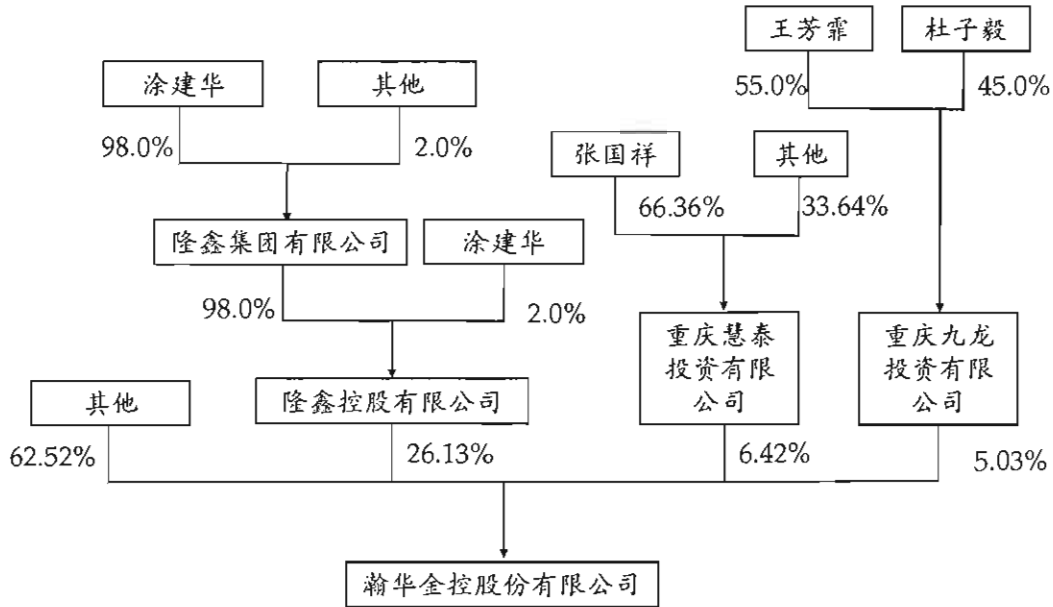 王芳霏
杜子毅
55.0%
45.0%
涂建华
其他
98.0%
2.0%
张国祥
其他
66.36%
33.64%
隆鑫集团有限公司
涂建华
98.0%
2.0%
重庆慧泰
投资有限
公司
重庆九龙
投资有限
公司
其他
隆鑫控股有限公司
62.52%
26.13%
6.42%
5.03%
瀚华金控股份有限公司